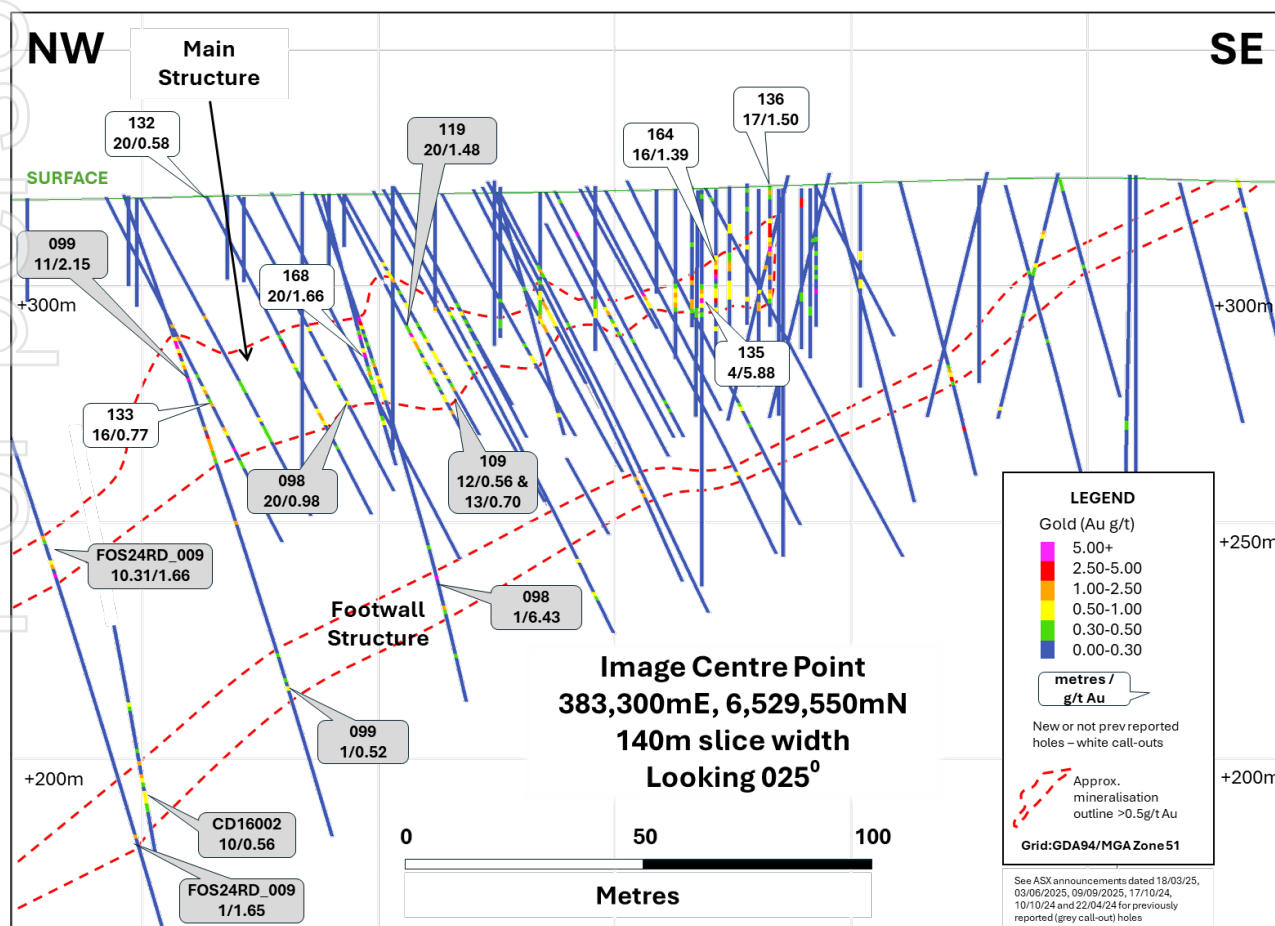 NW
SE
Main
Structure
132
20/0.58
119
20/1.48
164
16/1.39
136
17/1.50
SURFACE
099
11/2.15
168
20/1.66
+300m
+300m
135
4/5.88
133
16/0.77
098
20/0.98
109
12/0.56 &
13/0.70
FOS24RD_009
10.31/1.66
+250m
098
1/6.43
Footwall
Structure
Image Centre Point
383,300mE, 6,529,550mN
140m slice width
Looking 025⁰
099
1/0.52
+200m
+200m
CD16002
10/0.56
FOS24RD_009
1/1.65
0
50
100
Metres
LEGEND
Gold (Au g/t)
5.00+
2.50-5.00
1.00-2.50
0.50-1.00
0.30-0.50
0.00-0.30
metres /
g/t Au
New or not prev reported
holes – white call-outs
Approx.
mineralisation
outline >0.5g/t Au
Grid:GDA94/MGA Zone 51
See ASX announcements dated 18/03/25,
03/06/2025, 09/09/2025, 17/10/24,
10/10/24 and 22/04/24 for previously
reported (grey call-out) holes